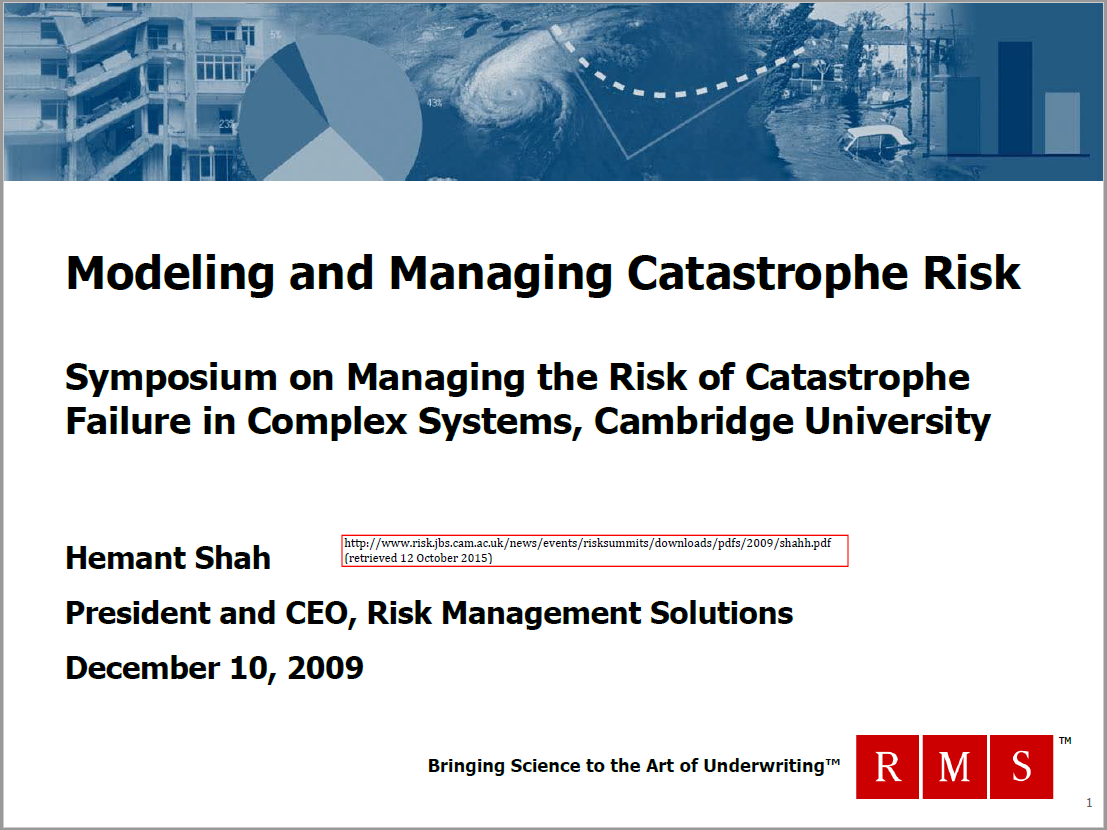 5%
43%
23%
Modeling and Managing Catastrophe Risk
Symposium on Managing the Risk of Catastrophe
Failure in Complex Systems, Cambridge University
http://www.risk.jbs.cam.ac.uk/news/events/risksummits/downloads/pdfs/2009/shahh.pdf
(retrieved 12 October 2015)
Hemant Shah
President and CEO, Risk Management Solutions
December 10, 2009
Bringing Science to the Art of Underwriting™
R M S ™
1